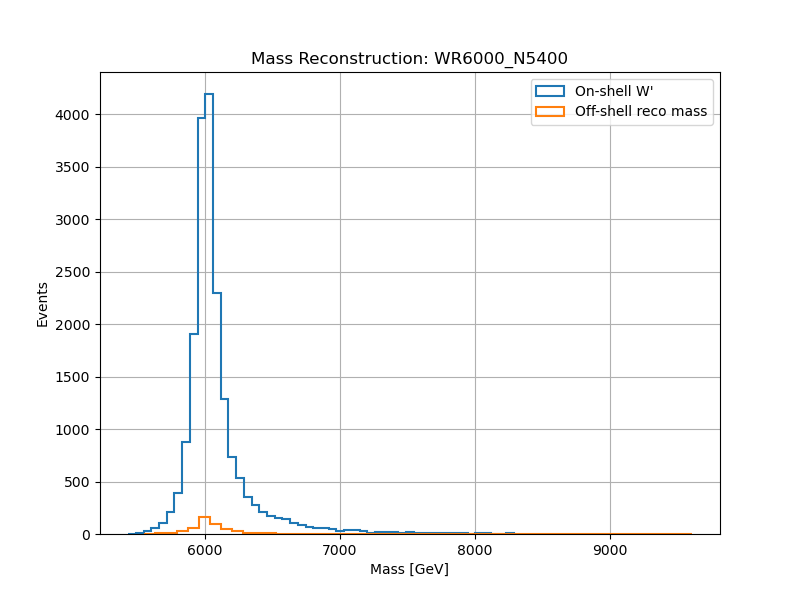 Mass Reconstruction: WR6000_N5400
On-shell W'
Off-shell reco mass
4000
3500
3000
2500
2000
1500
1000
500
0
Events
6000 7000 8000 9000
Mass [GeV]